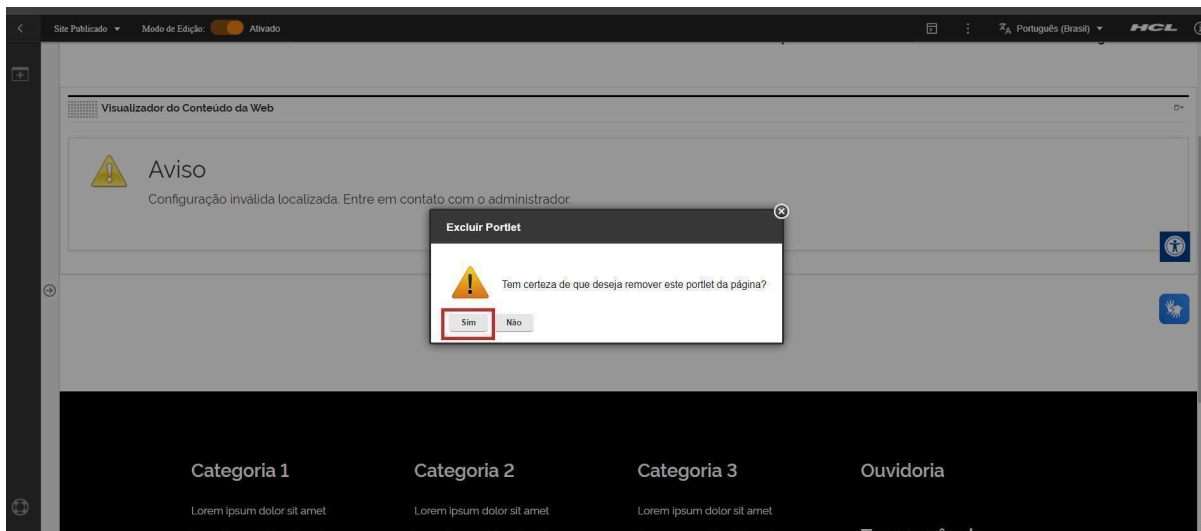 Site Publicado
Modo de Edição:
Ativado
Português (Brasil)
HCL
Visualizador do Conteúdo da Web
Aviso
Configuração inválida localizada. Entre em contato com o administrador.
Excluir Portlet
Tem certeza de que deseja remover este portlet da página?
Sim
Não
Categoria 1
Categoria 2
Categoria 3
Ouvidoria
Lorem ipsum dolor sit amet
Lorem ipsum dolor sit amet
Lorem ipsum dolor sit amet